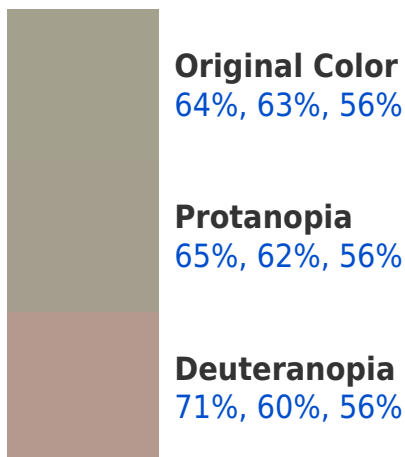 Original Color
64%, 63%, 56%
Protanopia
65%, 62%, 56%
Deuteranopia
71%, 60%, 56%